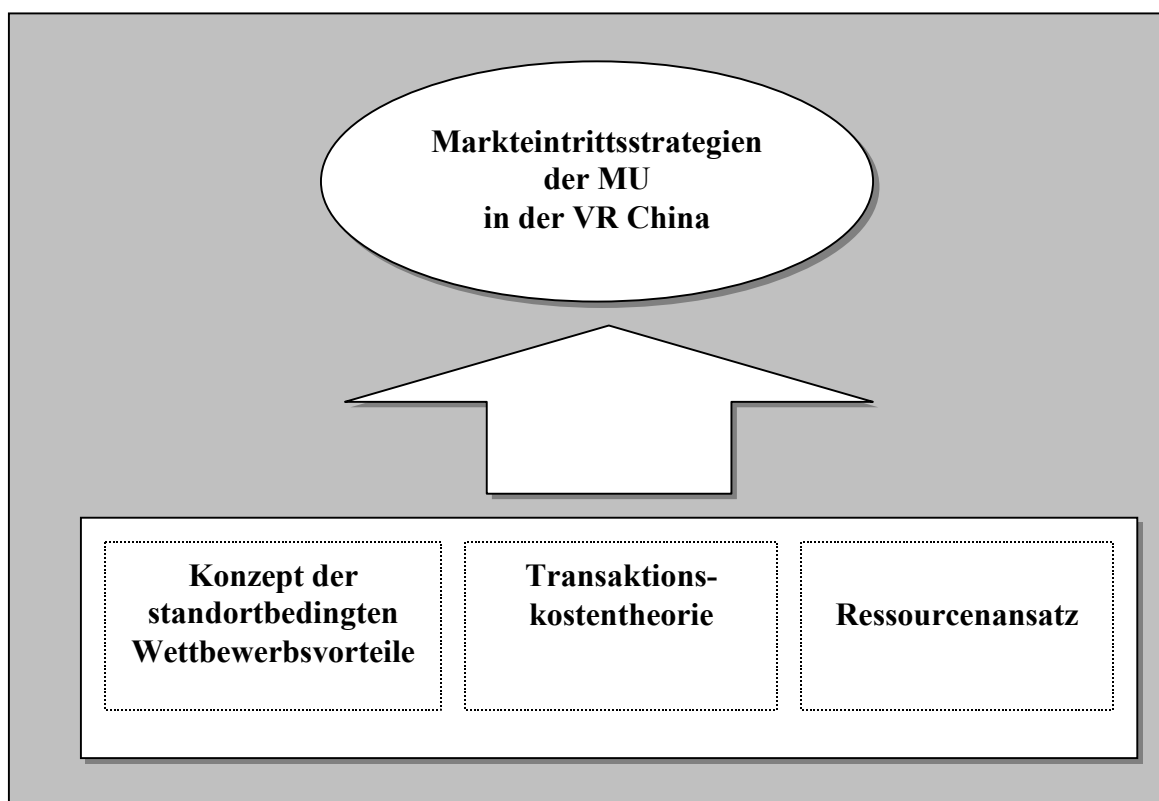 Markteintrittsstrategien
der MU
in der VR China
Konzept der
standortbedingten
Wettbewerbsvorteile
Transaktions-
kostentheorie
Ressourcenansatz